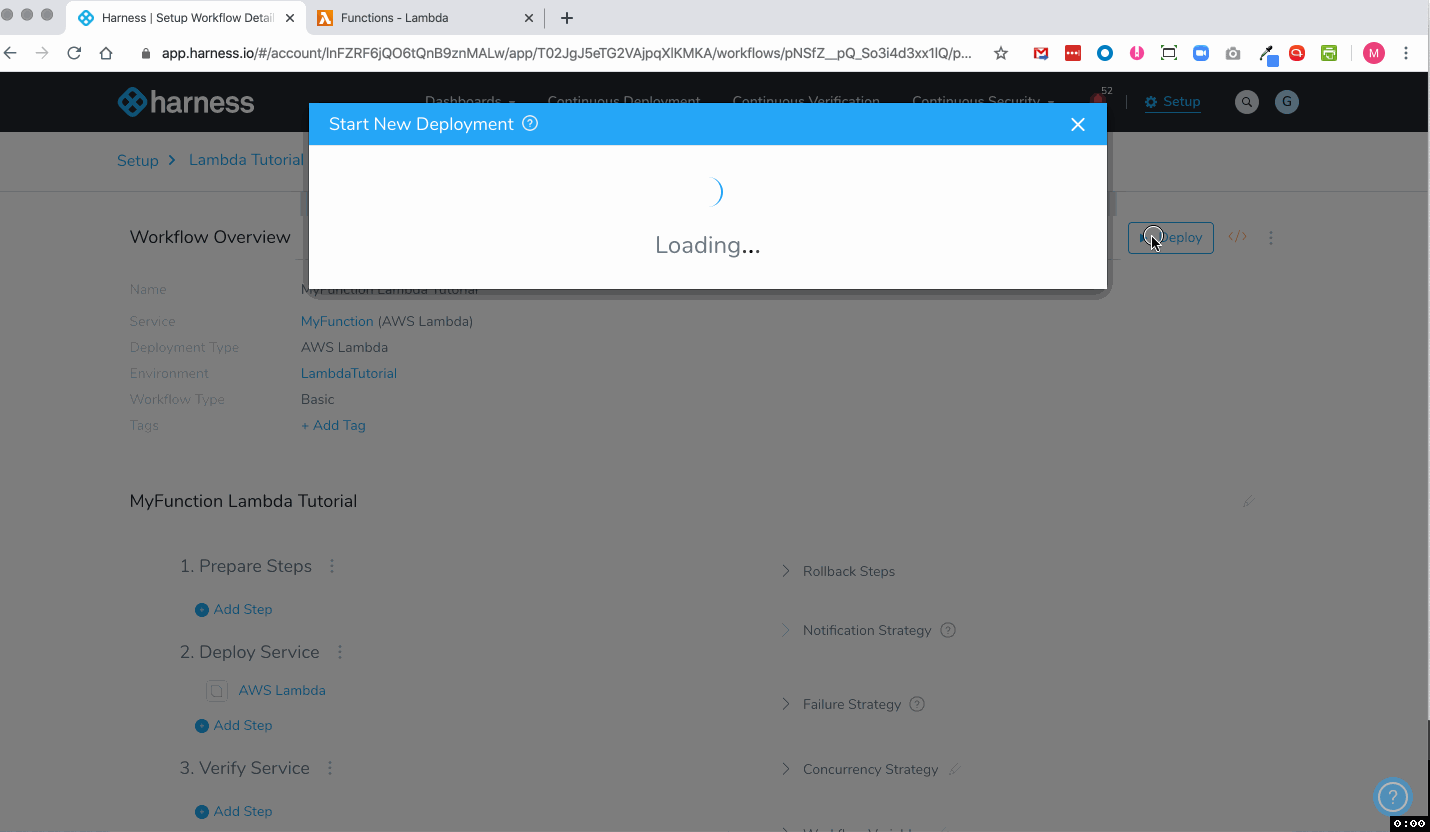 Harness | Setup Workflow Detail
Functions - Lambda
app.harness.io/#/account/lnFZRF6jQO6tQnB9znMALw/app/T02JgJ5eTG2VAjpqXlKMKA/workflows/pNSfZ__pQ_So3i4d3xx1lQ/p...
M
harness
Dashboards
Continuous Deployment
Continuous Verification
Continuous Security
52
Setup
G
Start New Deployment ?
Setup > Lambda Tutorial
Loading...
Workflow Overview
Deploy
</>
Name
MyFunction Lambda Tutorial
Service
MyFunction (AWS Lambda)
Deployment Type
AWS Lambda
Environment
LambdaTutorial
Workflow Type
Basic
Tags
+ Add Tag
MyFunction Lambda Tutorial
1. Prepare Steps
Add Step
2. Deploy Service
AWS Lambda
Add Step
3. Verify Service
Add Step
Rollback Steps
Notification Strategy ?
Failure Strategy ?
Concurrency Strategy
?
0:00